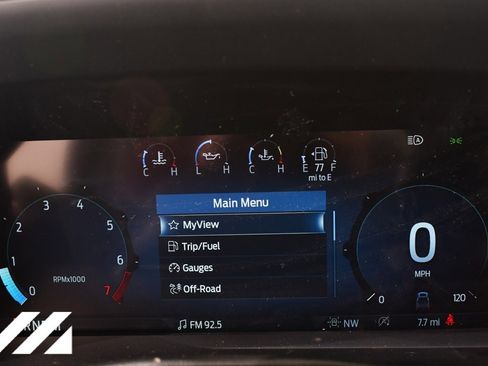 C H L H C H E 77 F
mi to E
Main Menu
MyView
Trip/Fuel
Gauges
Off-Road
3 4
2 5
1 6
RPMx1000
0 7
0
MPH
0 120
FM 92.5
NW
7.7 mi
A